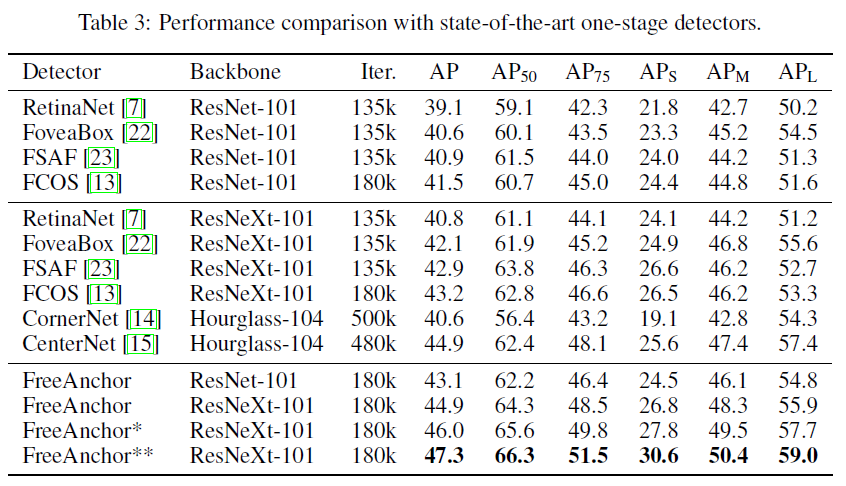 Table 3: Performance comparison with state-of-the-art one-stage detectors.
Detector Backbone Iter. AP AP50 AP75 APS APM APL
RetinaNet [7] ResNet-101 135k 39.1 59.1 42.3 21.8 42.7 50.2
FoveaBox [22] ResNet-101 135k 40.6 60.1 43.5 23.3 45.2 54.5
FSAF [23] ResNet-101 135k 40.9 61.5 44.0 24.0 44.2 51.3
FCOS [13] ResNet-101 180k 41.5 60.7 45.0 24.4 44.8 51.6
RetinaNet [7] ResNeXt-101 135k 40.8 61.1 44.1 24.1 44.2 51.2
FoveaBox [22] ResNeXt-101 135k 42.1 61.9 45.2 24.9 46.8 55.6
FSAF [23] ResNeXt-101 135k 42.9 63.8 46.3 26.6 46.2 52.7
FCOS [13] ResNeXt-101 180k 43.2 62.8 46.6 26.5 46.2 53.3
CornerNet [14] Hourglass-104 500k 40.6 56.4 43.2 19.1 42.8 54.3
CenterNet [15] Hourglass-104 480k 44.9 62.4 48.1 25.6 47.4 57.4
FreeAnchor ResNet-101 180k 43.1 62.2 46.4 24.5 46.1 54.8
FreeAnchor ResNeXt-101 180k 44.9 64.3 48.5 26.8 48.3 55.9
FreeAnchor* ResNeXt-101 180k 46.0 65.6 49.8 27.8 49.5 57.7
FreeAnchor** ResNeXt-101 180k 47.3 66.3 51.5 30.6 50.4 59.0